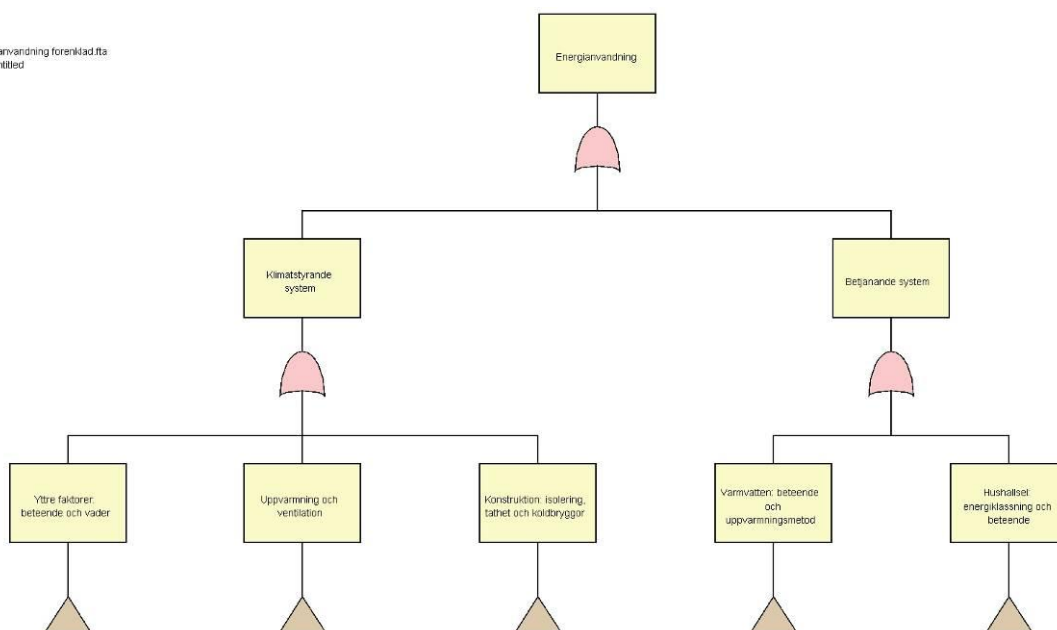 anvandning forenklad.fta
ntitled
Energianvandning
Klimatstyrande
system
Betjanande system
Yttre faktorer:
beteende och vader
Uppvarmning och
ventilation
Konstruktion: isolering,
tathet och koldbryggor
Varmvatten: beteende
och
uppvarmningsmetod
Hushallsel:
energiklassning och
beteende